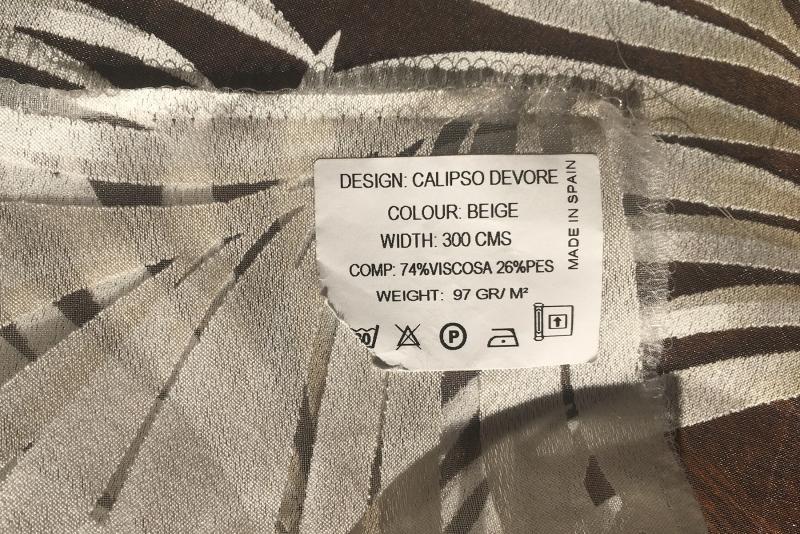 DESIGN: CALIPSO DEVORE
COLOUR: BEIGE
WIDTH: 300 CMS
COMP: 74%VISCOSA 26%PES
WEIGHT: 97 GR/ M²
P
MADE IN SPAIN